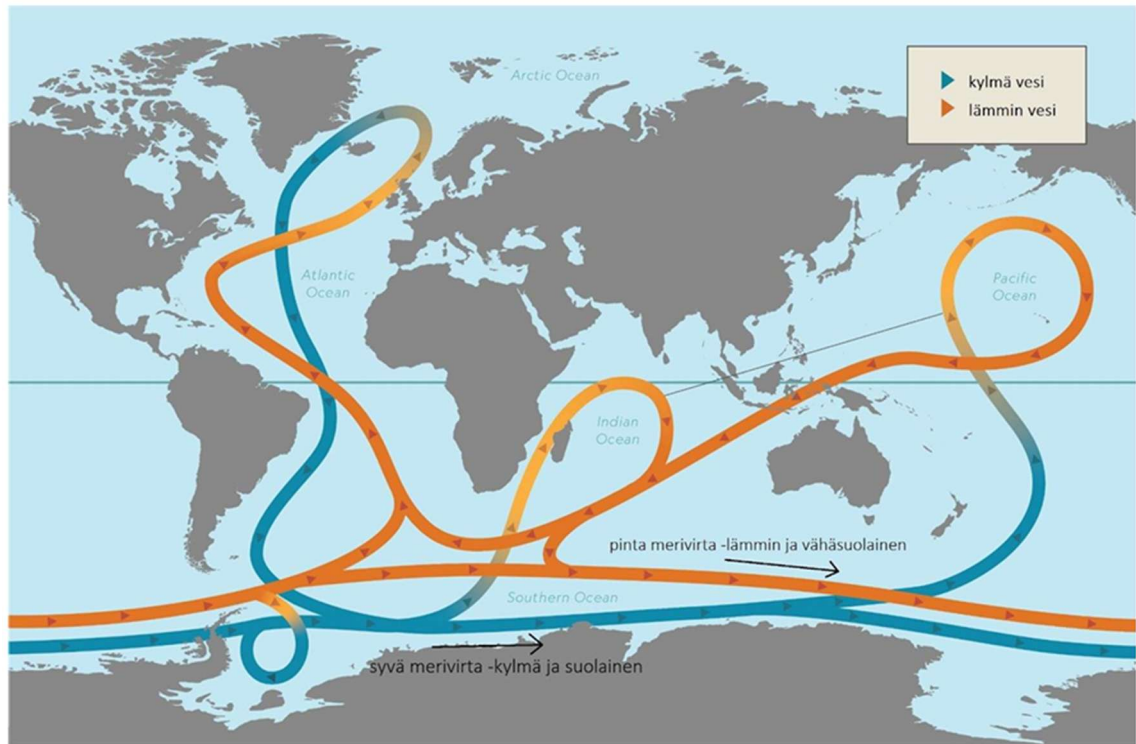 Arctic Ocean
kylmä vesi
lämmin vesi
Atlantic
Ocean
Pacific
Ocean
Indian
Ocean
pinta merivirta -lämmin ja vähäsuolainen
Southern Ocean
syvä merivirta -kylmä ja suolainen